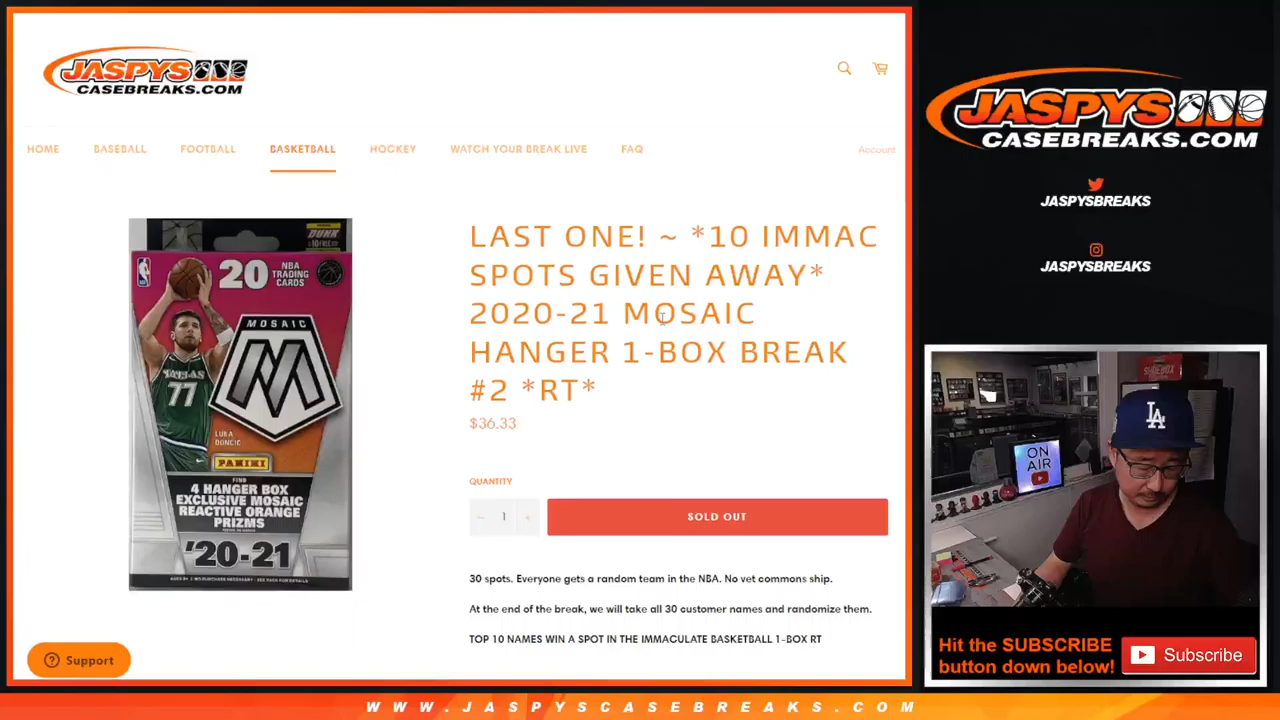 JASPYS
CASEBREAKS.COM
HOME
BASEBALL
FOOTBALL
BASKETBALL
HOCKEY
WATCH YOUR BREAK LIVE
FAQ
Account
20 NBA
TRADING
CARDS
MOSAIC
DALLAS
77
LUKA
DONČIĆ
PANINI
FIND
4 HANGER BOX
EXCLUSIVE MOSAIC
REACTIVE ORANGE
PRIZMS
'20-21
LAST ONE! ~ *10 IMMAC
SPOTS GIVEN AWAY*
2020-21 MOSAIC
HANGER 1-BOX BREAK
#2 *RT*
$36.33
QUANTITY
− 1 +
SOLD OUT
30 spots. Everyone gets a random team in the NBA. No vet commons ship.
At the end of the break, we will take all 30 customer names and randomize them.
TOP 10 NAMES WIN A SPOT IN THE IMMACULATE BASKETBALL 1-BOX RT
Support
JASPYS
CASEBREAKS.COM
JASPYSBREAKS
JASPYSBREAKS
ON
AIR
LA
Hit the SUBSCRIBE
button down below!
Subscribe
WWW.JASPYSCASEBREAKS.COM